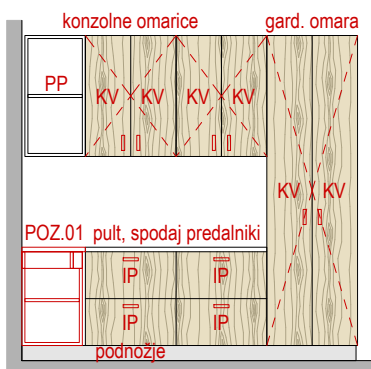 konzolne omarice gard. omara
PP KV KV KV KV
KV KV
POZ.01 pult, spodaj predalniki
IP IP
IP IP
podnožje